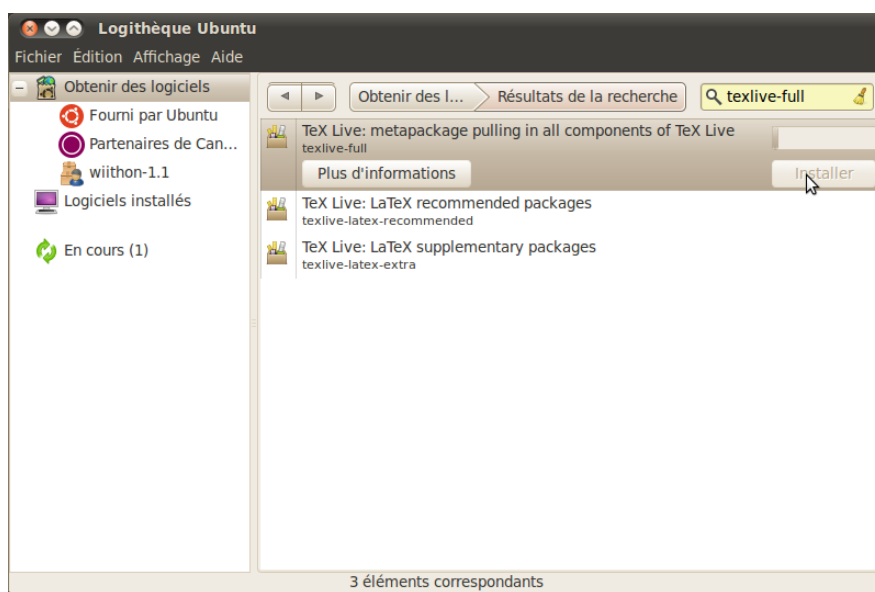 Logithèque Ubuntu
Fichier Édition Affichage Aide
Obtenir des logiciels
Fourni par Ubuntu
Partenaires de Can...
wiithon-1.1
Logiciels installés
En cours (1)
Obtenir des l... Résultats de la recherche texlive-full
TeX Live: metapackage pulling in all components of TeX Live
texlive-full
Plus d'informations Installer
TeX Live: LaTeX recommended packages
texlive-latex-recommended
TeX Live: LaTeX supplementary packages
texlive-latex-extra
3 éléments correspondants